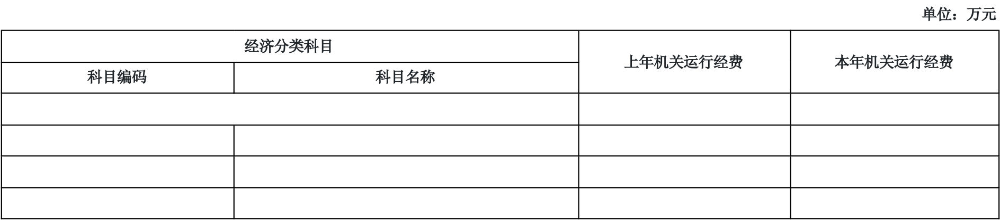 单位：万元
经济分类科目
上年机关运行经费
本年机关运行经费
科目编码
科目名称